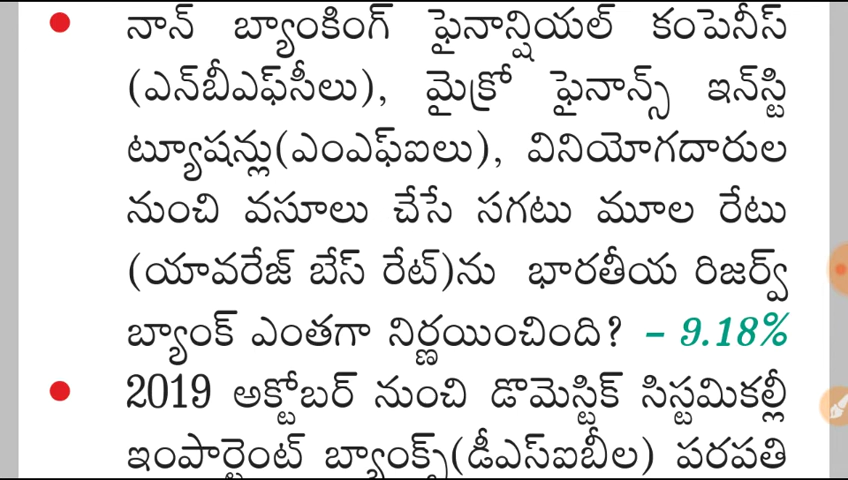 నాన్ బ్యాంకింగ్ ఫైనాన్షియల్ కంపెనీస్
(ఎన్‌బీఎఫ్‌సీలు), మైక్రో ఫైనాన్స్ ఇన్‌స్టి
ట్యూషన్లు(ఎంఎఫ్ఐలు), వినియోగదారుల
నుంచి వసూలు చేసే సగటు మూల రేటు
(యావరేజ్ బేస్ రేట్)ను భారతీయ రిజర్వ్
బ్యాంక్ ఎంతగా నిర్ణయించింది? – 9.18%
2019 అక్టోబర్ నుంచి డొమెస్టిక్ సిస్టమికల్లీ
ఇంపార్టెంట్ బ్యాంక్స్(డీఎస్ఐబీల) పరపతి